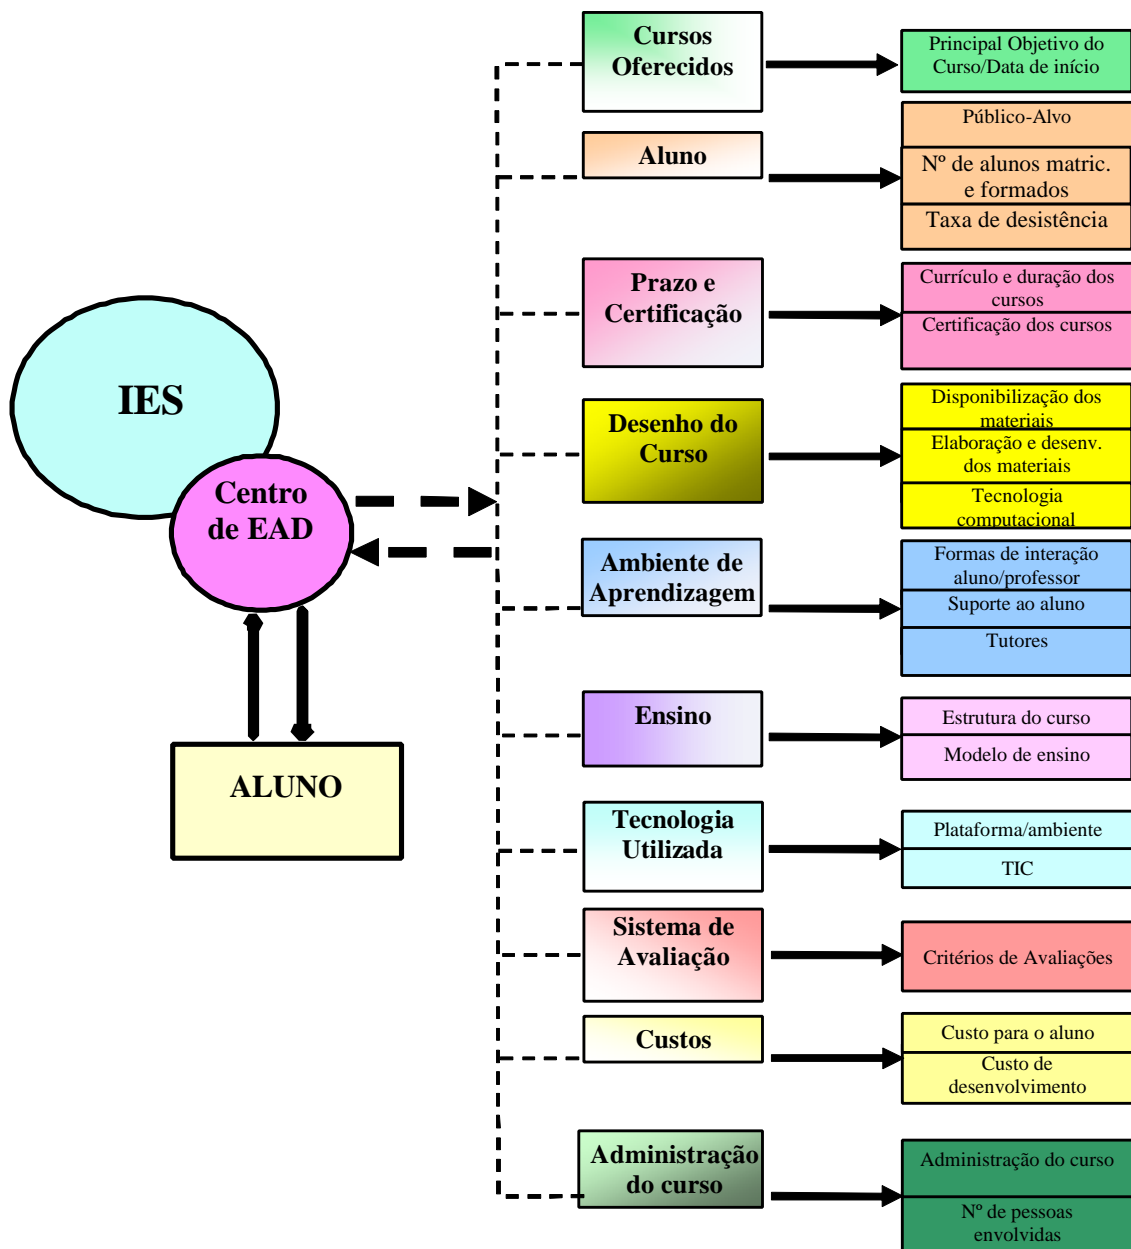 IES
Centro
de EAD
ALUNO
Cursos
Oferecidos
Principal Objetivo do
Curso/Data de início
Aluno
Público-Alvo
Nº de alunos matric.
e formados
Taxa de desistência
Prazo e
Certificação
Currículo e duração dos
cursos
Certificação dos cursos
Desenho do
Curso
Disponibilização dos
materiais
Elaboração e desenv.
dos materiais
Tecnologia
computacional
Ambiente de
Aprendizagem
Formas de interação
aluno/professor
Suporte ao aluno
Tutores
Ensino
Estrutura do curso
Modelo de ensino
Tecnologia
Utilizada
Plataforma/ambiente
TIC
Sistema de
Avaliação
Critérios de Avaliações
Custos
Custo para o aluno
Custo de
desenvolvimento
Administração
do curso
Administração do curso
Nº de pessoas
envolvidas